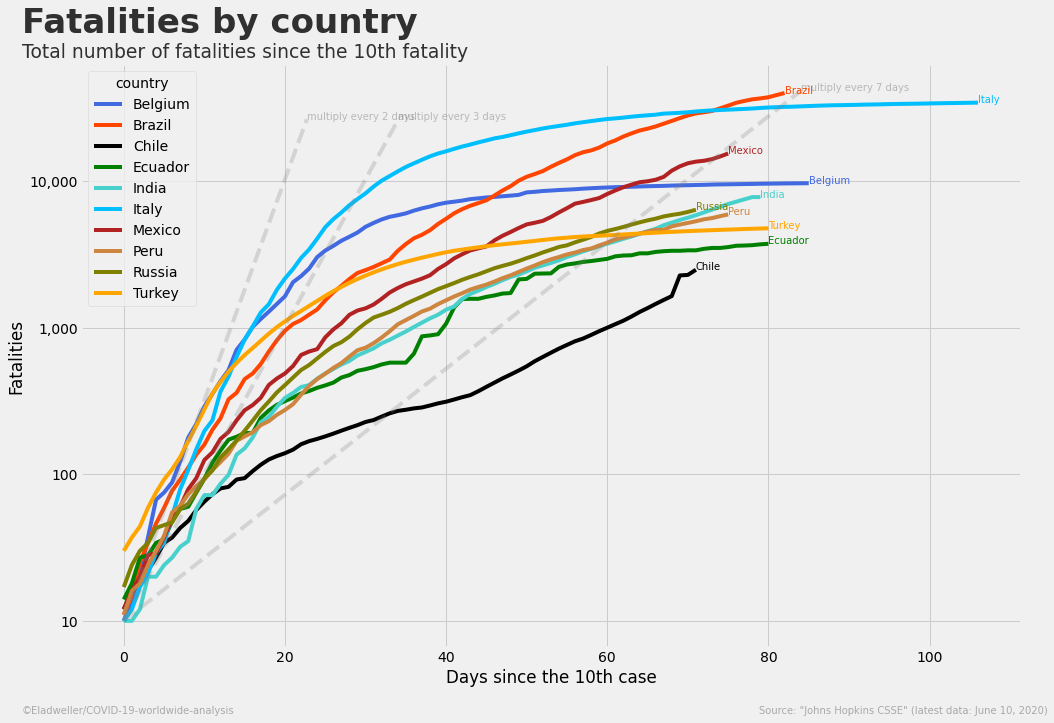 Fatalities by country
Total number of fatalities since the 10th fatality
country
Belgium
Brazil
Chile
Ecuador
India
Italy
Mexico
Peru
Russia
Turkey
multiply every 2 days
multiply every 3 days
Brazil
multiply every 7 days
Italy
Mexico
Belgium
India
Russia
Peru
Turkey
Ecuador
Chile
Fatalities
10,000
1,000
100
10
0 20 40 60 80 100
Days since the 10th case
©Eladweller/COVID-19-worldwide-analysis
Source: "Johns Hopkins CSSE" (latest data: June 10, 2020)